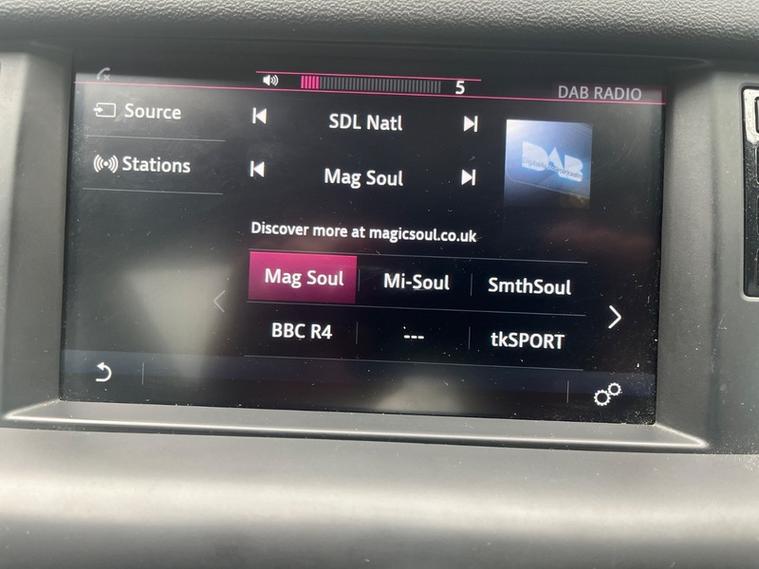 5
DAB RADIO
Source
SDL Natl
Stations
Mag Soul
DAB
Discover more at magicsoul.co.uk
Mag Soul
Mi-Soul
SmthSoul
BBC R4
---
tkSPORT